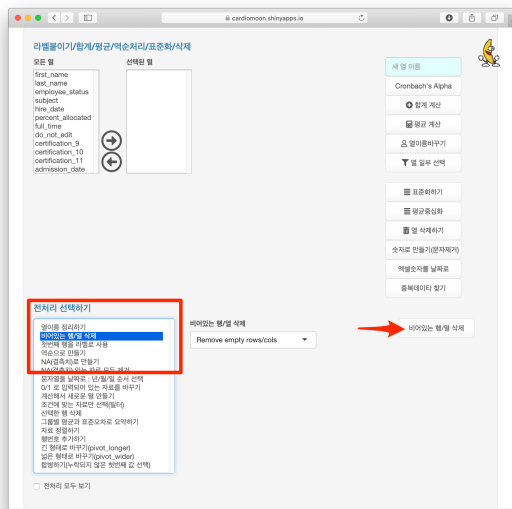 cardiomoon.shinyapps.io
라벨붙이기/합계/평균/역순처리/표준화/삭제
모든 열
선택된 열
first_name
last_name
employee_status
subject
hire_date
percent_allocated
full_time
do_not_edit
certification_9
certification_10
certification_11
admission_date
새 열 이름
Cronbach's Alpha
합계 계산
평균 계산
열이름바꾸기
열 일부 선택
표준화하기
평균중심화
열 삭제하기
숫자로 만들기(문자제거)
엑셀숫자를 날짜로
중복데이타 찾기
전처리 선택하기
열이름 정리하기
비어있는 행/열 삭제
첫번째 행을 라벨로 사용
역순으로 만들기
NA(결측치)로 만들기
NA(결측치) 있는 자료 모두 제거
문자열을 날짜로 : 년/월/일 순서 선택
0/1 로 입력되어 있는 자료를 바꾸기
계산해서 새로운 열 만들기
조건에 맞는 자료만 선택(필터)
선택한 행 삭제
그룹별 평균과 표준오차로 요약하기
자료 정렬하기
행번호 추가하기
긴 형태로 바꾸기(pivot_longer)
넓은 형태로 바꾸기(pivot_wider)
합병하기(누락되지 않은 첫번째 값 선택)
비어있는 행/열 삭제
Remove empty rows/cols
비어있는 행/열 삭제
전처리 모두 보기